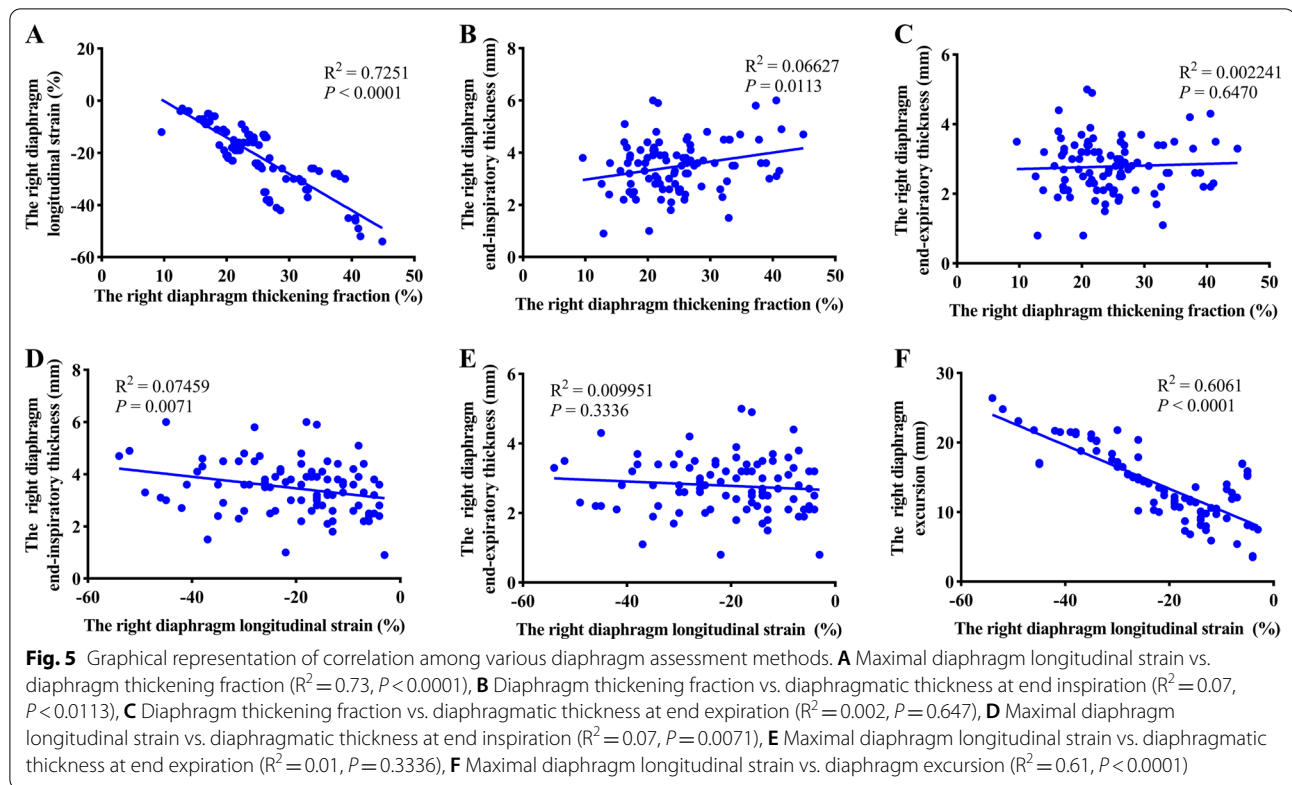 A
The right diaphragm
longitudinal strain (%)
20
0
-20
-40
-60
0
10
20
30
40
50
R² = 0.7251
P < 0.0001
The right diaphragm thickening fraction (%)
B
The right diaphragm
end-inspiratory thickness (mm)
8
6
4
2
0
0
10
20
30
40
50
R² = 0.06627
P = 0.0113
The right diaphragm thickening fraction (%)
C
The right diaphragm
end-expiratory thickness (mm)
6
4
2
0
0
10
20
30
40
50
R² = 0.002241
P = 0.6470
The right diaphragm thickening fraction (%)
D
The right diaphragm
end-inspiratory thickness (mm)
8
6
4
2
0
-60
-40
-20
0
R² = 0.07459
P = 0.0071
The right diaphragm longitudinal strain (%)
E
The right diaphragm
end-expiratory thickness (mm)
6
4
2
0
-60
-40
-20
0
R² = 0.009951
P = 0.3336
The right diaphragm longitudinal strain (%)
F
The right diaphragm
excursion (mm)
30
20
10
0
-60
-40
-20
0
R² = 0.6061
P < 0.0001
The right diaphragm longitudinal strain (%)
Fig. 5 Graphical representation of correlation among various diaphragm assessment methods. A Maximal diaphragm longitudinal strain vs.
diaphragm thickening fraction (R² = 0.73, P < 0.0001), B Diaphragm thickening fraction vs. diaphragmatic thickness at end inspiration (R² = 0.07,
P < 0.0113), C Diaphragm thickening fraction vs. diaphragmatic thickness at end expiration (R² = 0.002, P = 0.647), D Maximal diaphragm
longitudinal strain vs. diaphragmatic thickness at end inspiration (R² = 0.07, P = 0.0071), E Maximal diaphragm longitudinal strain vs. diaphragmatic
thickness at end expiration (R² = 0.01, P = 0.3336), F Maximal diaphragm longitudinal strain vs. diaphragm excursion (R² = 0.61, P < 0.0001)